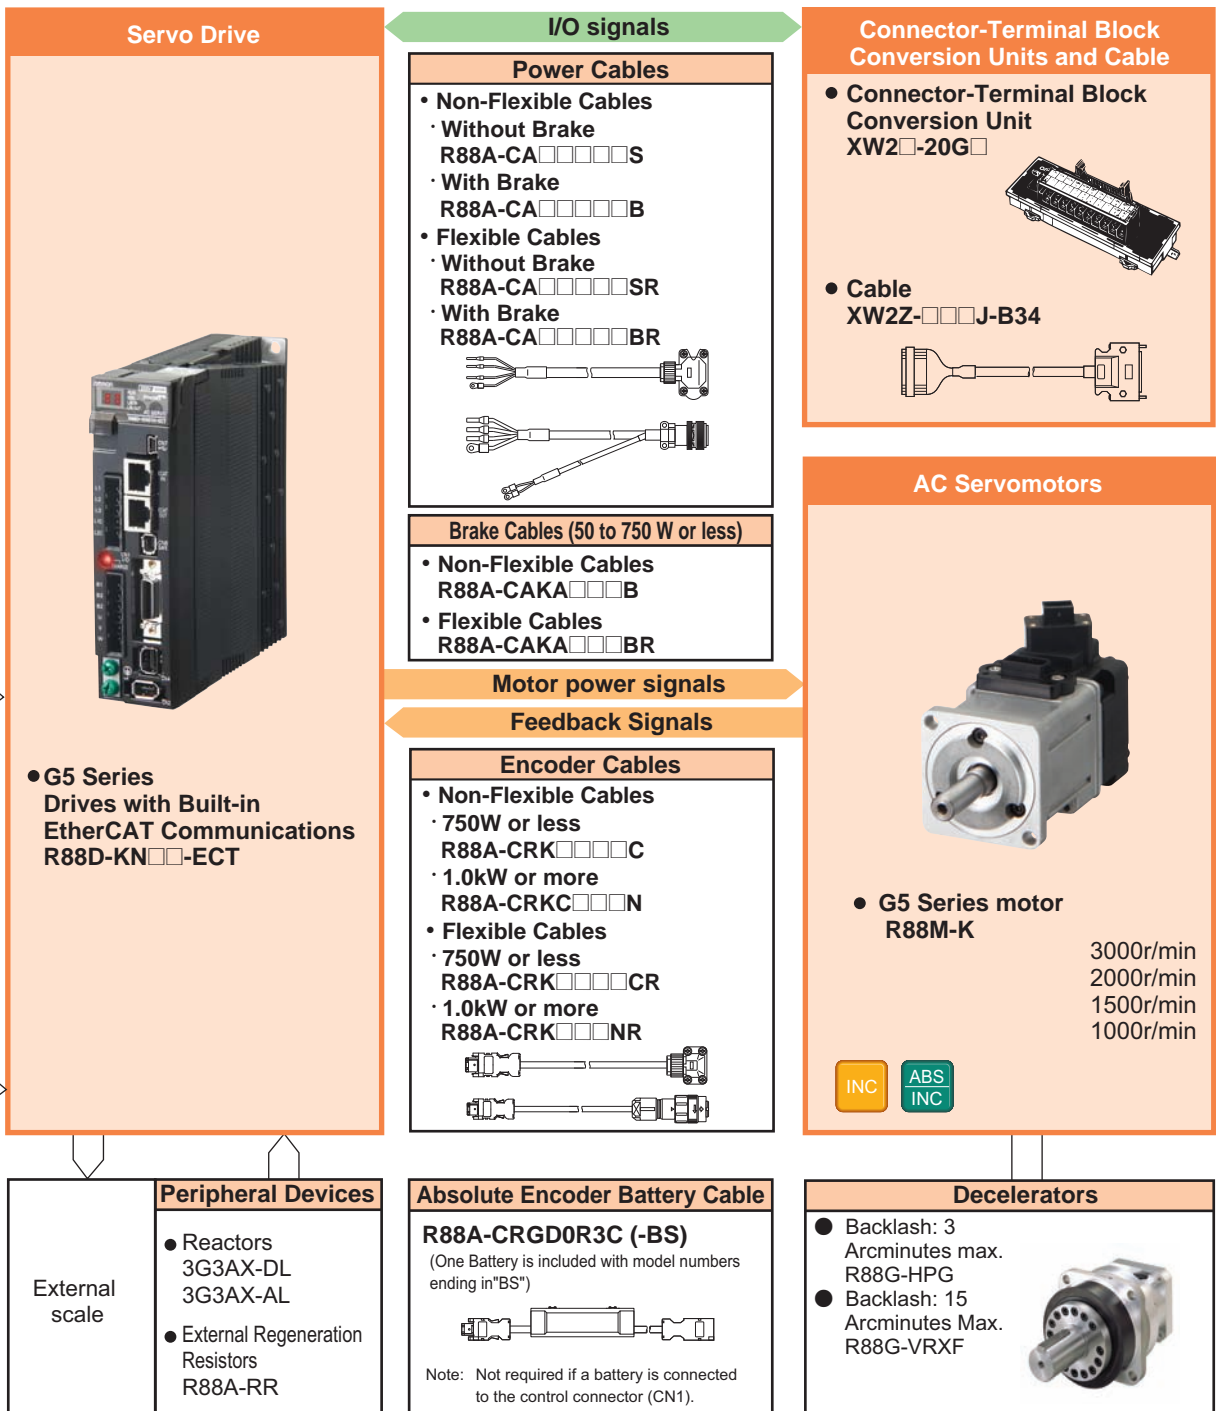 Servo Drive
G5 Series
Drives with Built-in
EtherCAT Communications
R88D-KN□□-ECT
I/O signals
Power Cables
• Non-Flexible Cables
· Without Brake
R88A-CA□□□□□S
· With Brake
R88A-CA□□□□□B
• Flexible Cables
· Without Brake
R88A-CA□□□□□SR
· With Brake
R88A-CA□□□□□BR
Brake Cables (50 to 750 W or less)
• Non-Flexible Cables
R88A-CAKA□□□B
• Flexible Cables
R88A-CAKA□□□BR
Motor power signals
Feedback Signals
Encoder Cables
• Non-Flexible Cables
· 750W or less
R88A-CRK□□□□C
· 1.0kW or more
R88A-CRKC□□□N
• Flexible Cables
· 750W or less
R88A-CRK□□□□CR
· 1.0kW or more
R88A-CRK□□□NR
Connector-Terminal Block
Conversion Units and Cable
● Connector-Terminal Block
Conversion Unit
XW2□-20G□
● Cable
XW2Z-□□□J-B34
AC Servomotors
● G5 Series motor
R88M-K
3000r/min
2000r/min
1500r/min
1000r/min
INC
ABS
INC
External
scale
Peripheral Devices
● Reactors
3G3AX-DL
3G3AX-AL
● External Regeneration
Resistors
R88A-RR
Absolute Encoder Battery Cable
R88A-CRGD0R3C (-BS)
(One Battery is included with model numbers
ending in"BS")
Note: Not required if a battery is connected
to the control connector (CN1).
Decelerators
● Backlash: 3
Arcminutes max.
R88G-HPG
● Backlash: 15
Arcminutes Max.
R88G-VRXF